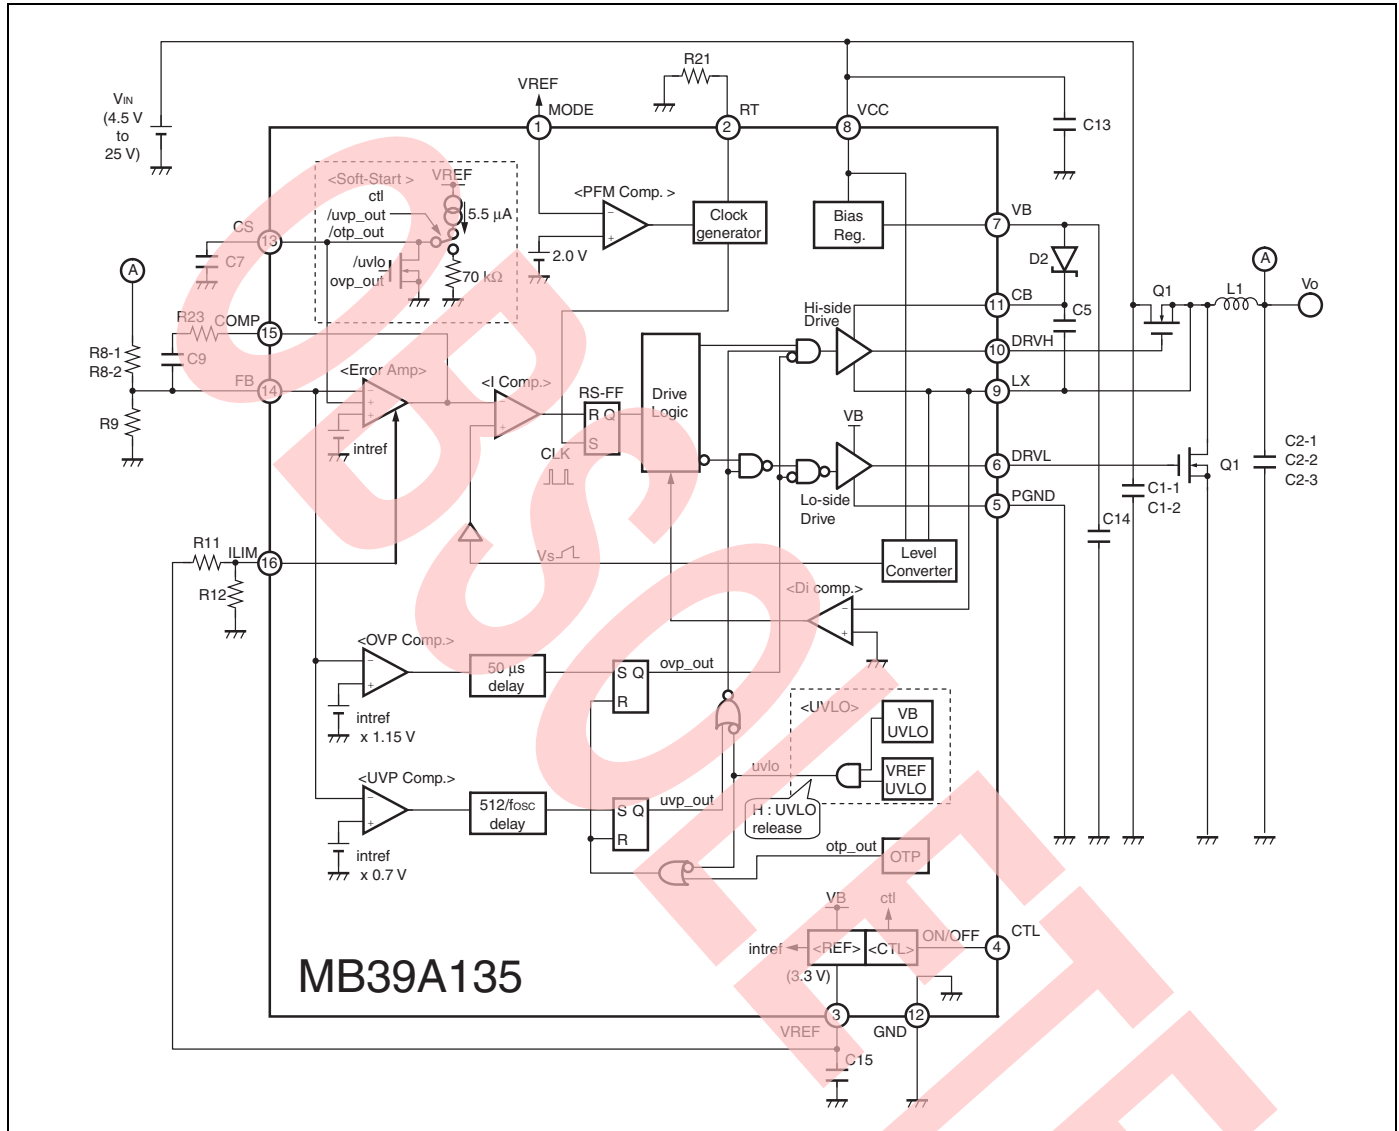 R21
VREF
MODE
RT
VCC
1
2
8
VIN
(4.5 V
to
25 V)
C13
<Soft-Start >
ctl
VREF
/uvp_out
/otp_out
5.5 µA
/uvlo
ovp_out
70 kΩ
<PFM Comp. >
2.0 V
Clock
generator
Bias
Reg.
7
VB
D2
CS
13
C7
A
R23
COMP
15
C9
R8-1
R8-2
FB
14
R9
<Error Amp>
intref
<I Comp.>
RS-FF
R Q
S
CLK
Drive
Logic
Hi-side
Drive
VB
Lo-side
Drive
11
CB
C5
10
DRVH
9
LX
6
DRVL
5
PGND
Q1
L1
A
Vo
Q1
C2-1
C2-2
C2-3
C1-1
C1-2
C14
R11
ILIM
16
R12
Vs
Level
Converter
<Di comp.>
<OVP Comp.>
50 µs
delay
S Q
R
ovp_out
intref
x 1.15 V
<UVLO>
VB
UVLO
VREF
UVLO
uvlo
H : UVLO
release
<UVP Comp.>
512/fOSC
delay
S Q
R
uvp_out
intref
x 0.7 V
otp_out
OTP
VB
ctl
intref
<REF>
<CTL>
ON/OFF
4
CTL
(3.3 V)
MB39A135
3
12
VREF
GND
C15
OBSOLETE